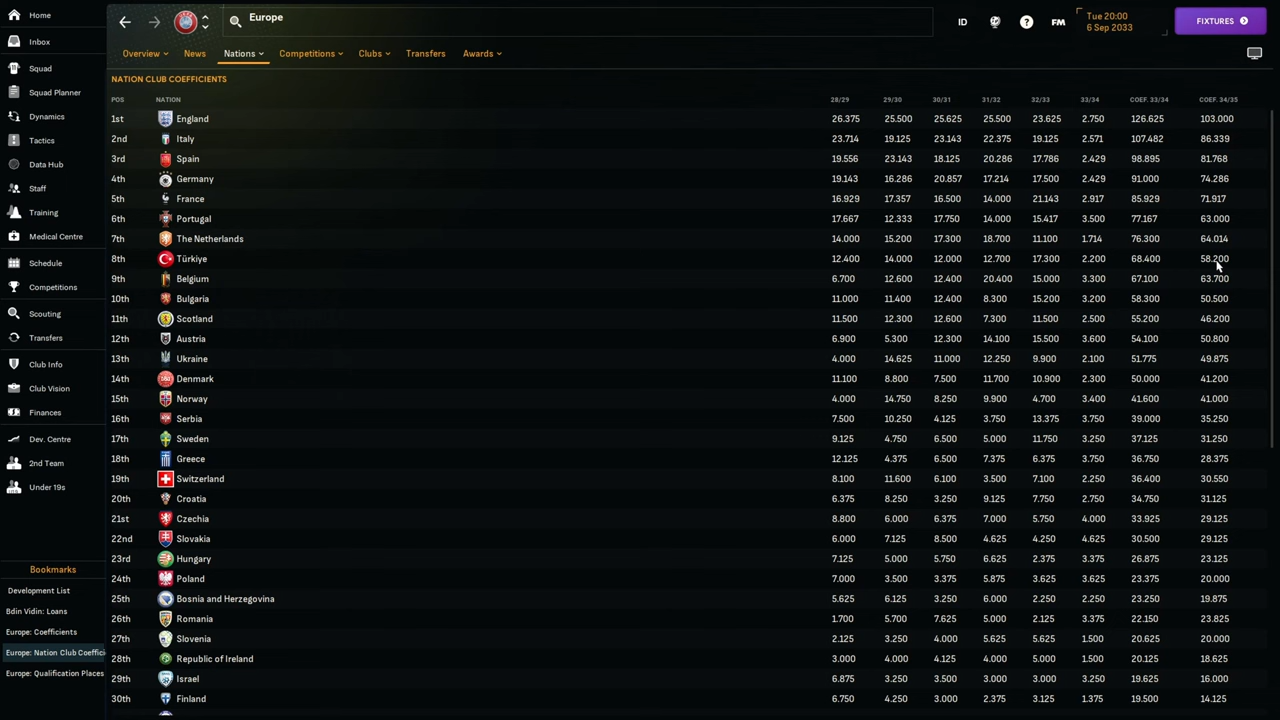 Home
Europe
ID
FM
Tue 20:00
6 Sep 2033
FIXTURES
Inbox
Overview News Nations Competitions Clubs Transfers Awards
Squad
Squad Planner
Dynamics
Tactics
Data Hub
Staff
Training
Medical Centre
Schedule
Competitions
Scouting
Transfers
Club Info
Club Vision
Finances
Dev. Centre
2nd Team
Under 19s
Bookmarks
Development List
Bdin Vidin: Loans
Europe: Coefficients
Europe: Nation Club Coeffici
Europe: Qualification Places
NATION CLUB COEFFICIENTS
POS NATION 28/29 29/30 30/31 31/32 32/33 33/34 COEF. 33/34 COEF. 34/35
1st England 26.375 25.500 25.625 25.500 23.625 2.750 126.625 103.000
2nd Italy 23.714 19.125 23.143 22.375 19.125 2.571 107.482 86.339
3rd Spain 19.556 23.143 18.125 20.286 17.786 2.429 98.895 81.768
4th Germany 19.143 16.286 20.857 17.214 17.500 2.429 91.000 74.286
5th France 16.929 17.357 16.500 14.000 21.143 2.917 85.929 71.917
6th Portugal 17.667 12.333 17.750 14.000 15.417 3.500 77.167 63.000
7th The Netherlands 14.000 15.200 17.300 18.700 11.100 1.714 76.300 64.014
8th Türkiye 12.400 14.000 12.000 12.700 17.300 2.200 68.400 58.200
9th Belgium 6.700 12.600 12.400 20.400 15.000 3.300 67.100 63.700
10th Bulgaria 11.000 11.400 12.400 8.300 15.200 3.200 58.300 50.500
11th Scotland 11.500 12.300 12.600 7.300 11.500 2.500 55.200 46.200
12th Austria 6.900 5.300 12.300 14.100 15.500 3.600 54.100 50.800
13th Ukraine 4.000 14.625 11.000 12.250 9.900 2.100 51.775 49.875
14th Denmark 11.100 8.800 7.500 11.700 10.900 2.300 50.000 41.200
15th Norway 4.000 14.750 8.250 9.900 4.700 3.400 41.600 41.000
16th Serbia 7.500 10.250 4.125 3.750 13.375 3.750 39.000 35.250
17th Sweden 9.125 4.750 6.500 5.000 11.750 3.250 37.125 31.250
18th Greece 12.125 4.375 6.500 7.375 6.375 3.750 36.750 28.375
19th Switzerland 8.100 11.600 6.100 3.500 7.100 2.250 36.400 30.550
20th Croatia 6.375 8.250 3.250 9.125 7.750 2.750 34.750 31.125
21st Czechia 8.800 6.000 6.375 7.000 5.750 4.000 33.925 29.125
22nd Slovakia 6.000 7.125 8.500 4.625 4.250 4.625 30.500 29.125
23rd Hungary 7.125 5.000 5.750 6.625 2.375 3.375 26.875 23.125
24th Poland 7.000 3.500 3.375 5.875 3.625 3.625 23.375 20.000
25th Bosnia and Herzegovina 5.625 6.125 3.250 6.000 2.250 2.250 23.250 19.875
26th Romania 1.700 5.700 7.625 5.000 2.125 3.375 22.150 23.825
27th Slovenia 2.125 3.250 4.000 5.625 5.625 1.500 20.625 20.000
28th Republic of Ireland 3.000 4.000 4.125 4.000 5.000 1.500 20.125 18.625
29th Israel 6.875 3.250 3.500 3.000 3.000 3.250 19.625 16.000
30th Finland 6.750 4.250 3.000 2.375 3.125 1.375 19.500 14.125